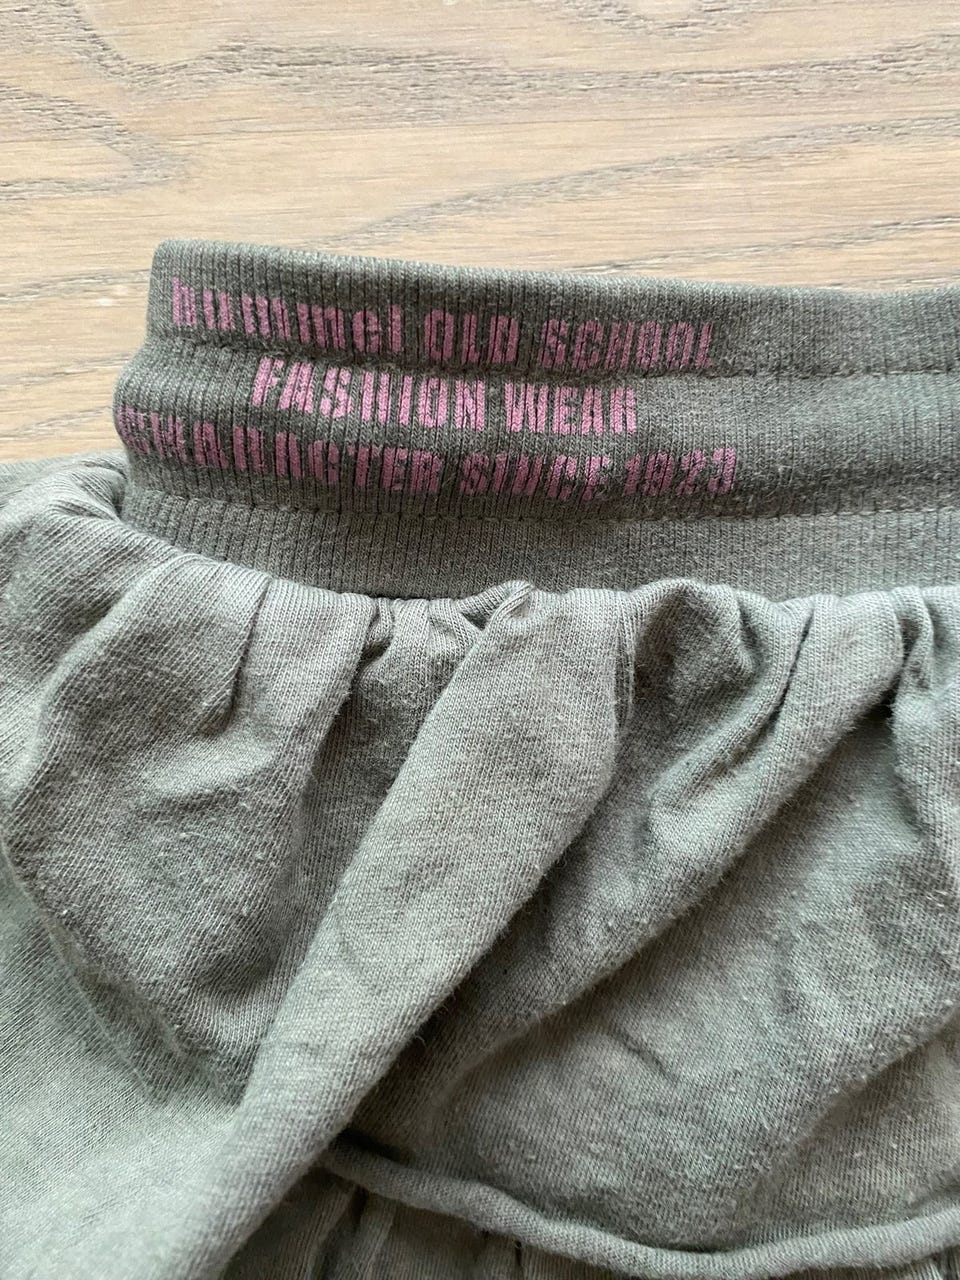 hummel OLD SCHOOL
FASHION WEAR
CHARACTER SINCE 1923